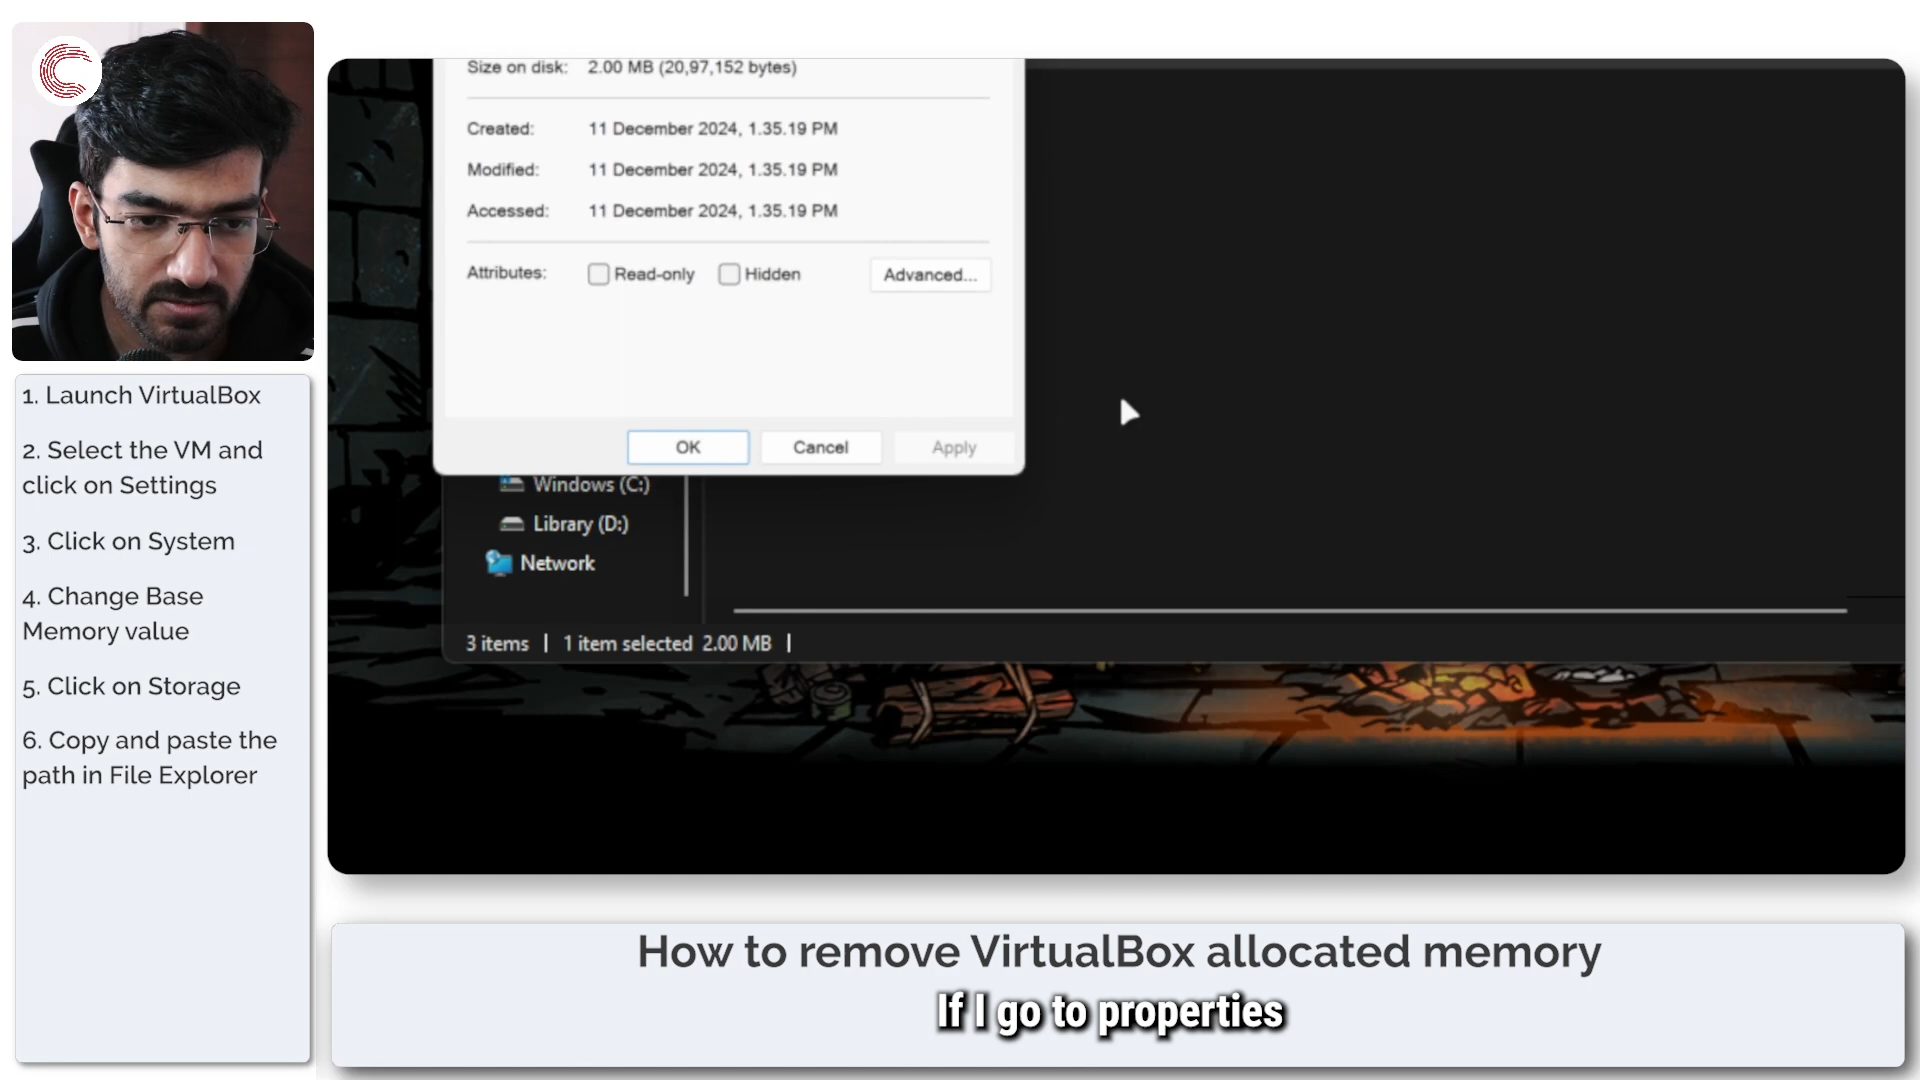 1. Launch VirtualBox
2. Select the VM and
click on Settings
3. Click on System
4. Change Base
Memory value
5. Click on Storage
6. Copy and paste the
path in File Explorer
Size on disk: 2.00 MB (20,97,152 bytes)
Created: 11 December 2024, 1.35.19 PM
Modified: 11 December 2024, 1.35.19 PM
Accessed: 11 December 2024, 1.35.19 PM
Attributes: Read-only Hidden Advanced...
OK Cancel Apply
Windows (C:)
Library (D:)
Network
3 items | 1 item selected 2.00 MB |
How to remove VirtualBox allocated memory
If I go to properties